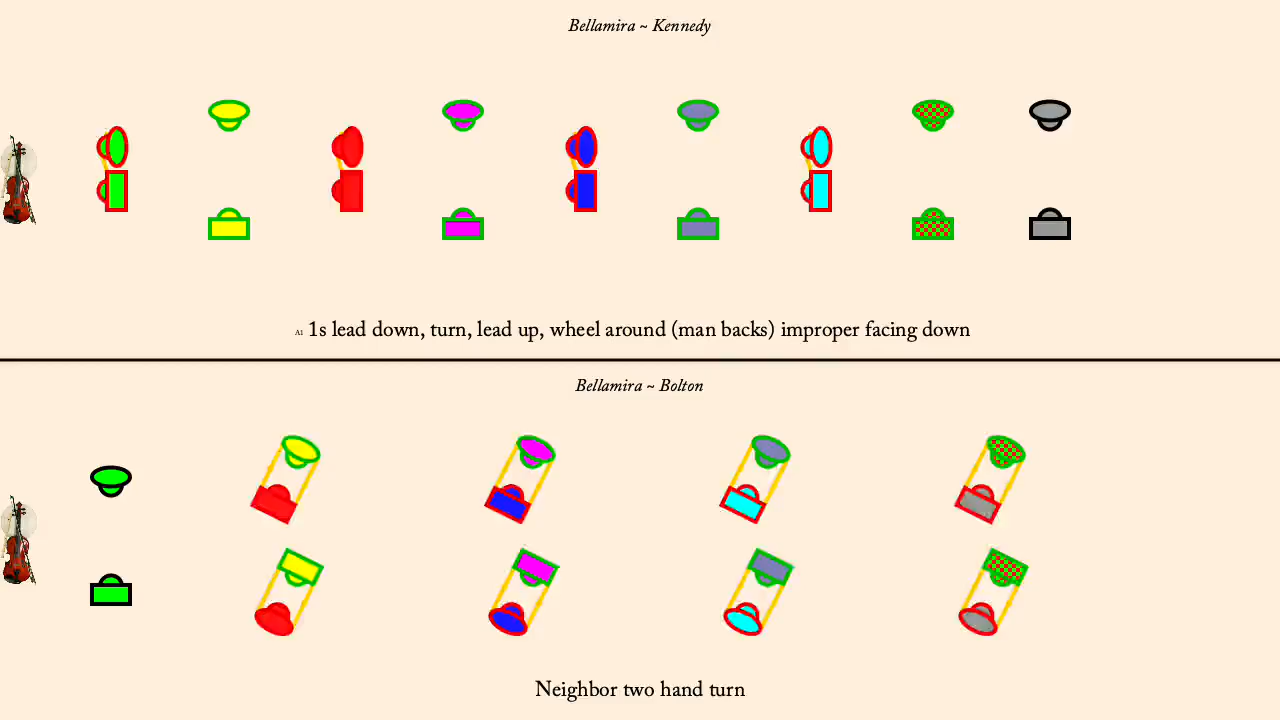 Bellamira ~ Kennedy
A1 1s lead down, turn, lead up, wheel around (man backs) improper facing down
Bellamira ~ Bolton
Neighbor two hand turn